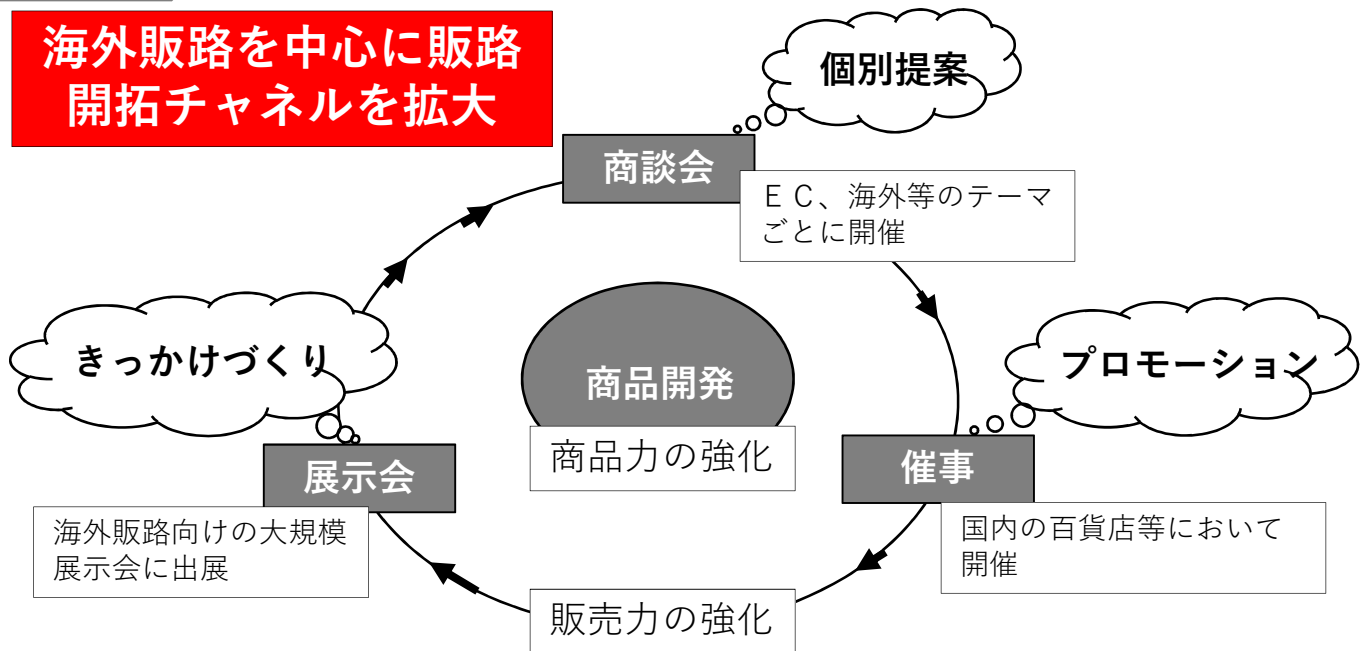 海外販路を中心に販路
開拓チャネルを拡大
個別提案
商談会
ＥＣ、海外等のテーマ
ごとに開催
きっかけづくり
商品開発
プロモーション
商品力の強化
展示会
催事
海外販路向けの大規模
展示会に出展
国内の百貨店等において
開催
販売力の強化